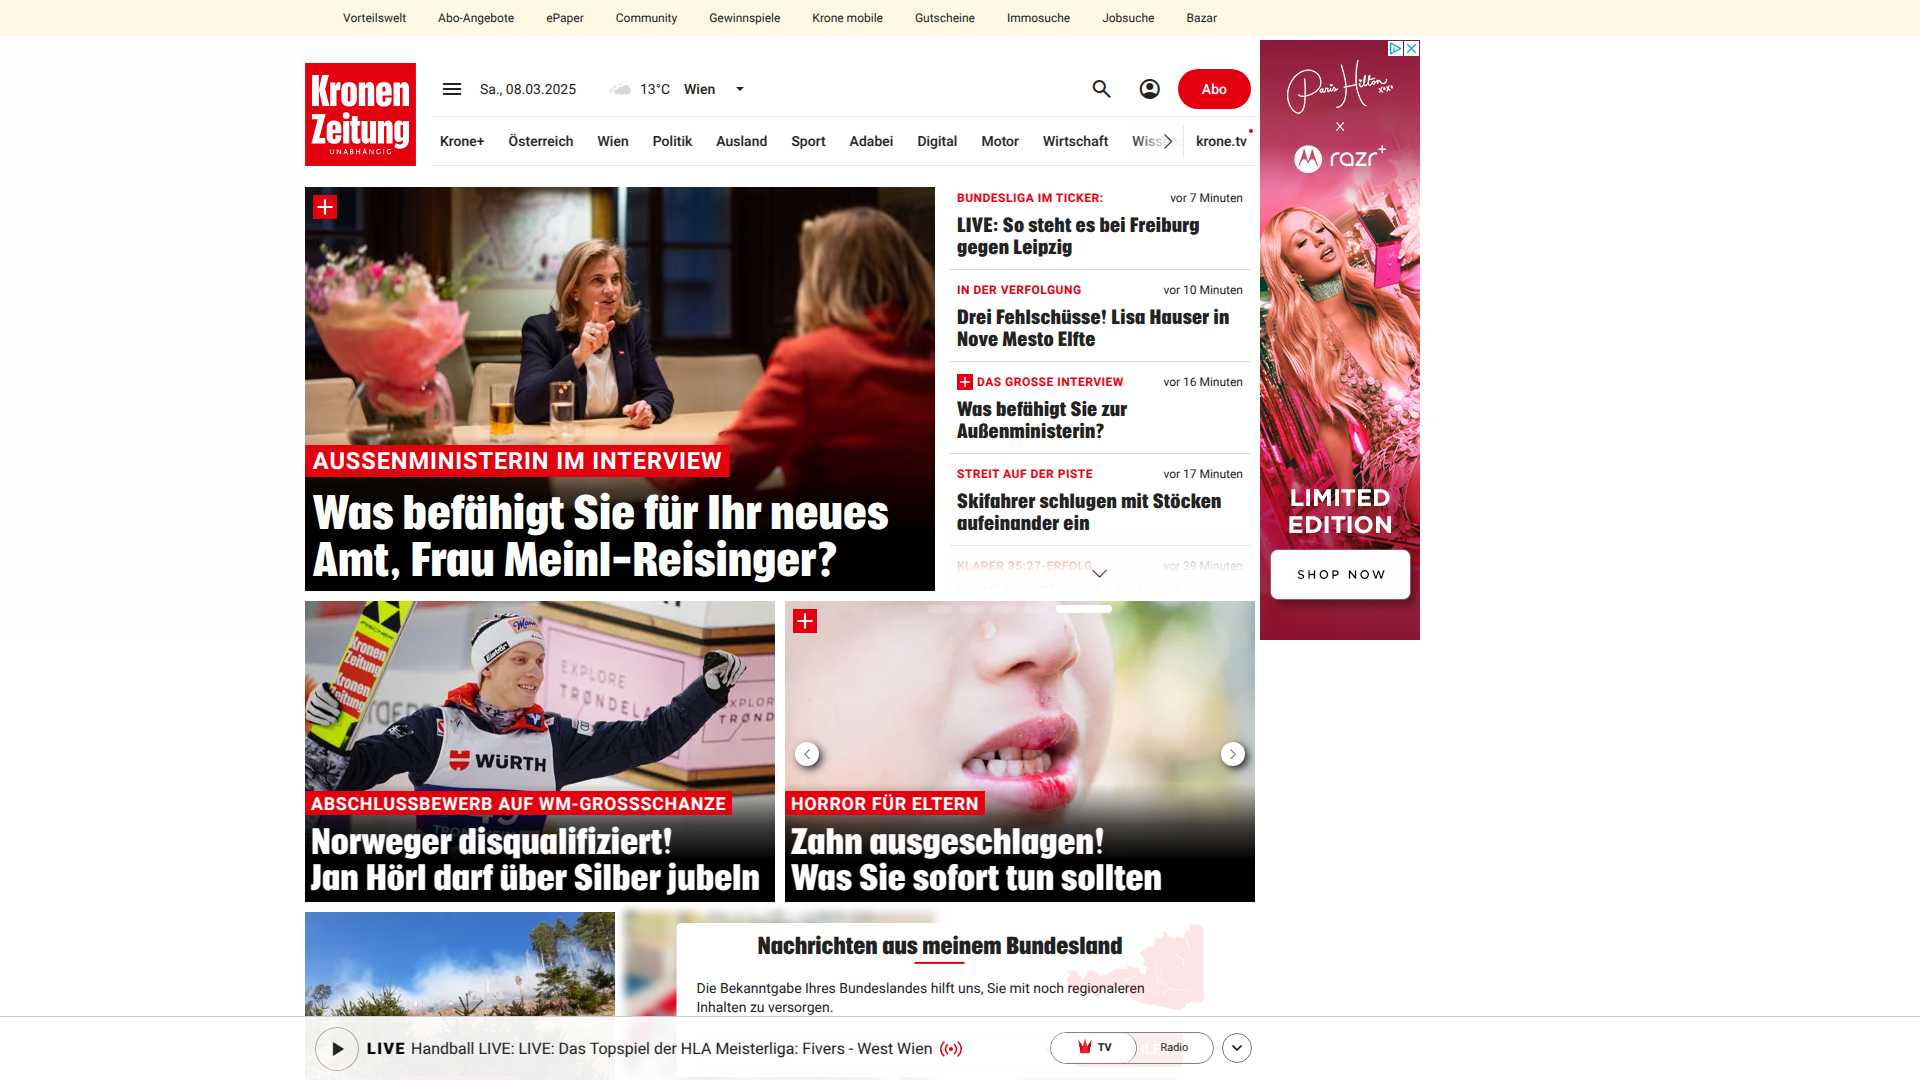 Vorteilswelt Abo-Angebote ePaper Community Gewinnspiele Krone mobile Gutscheine Immosuche Jobsuche Bazar
Kronen
Zeitung
UNABHÄNGIG
Sa., 08.03.2025 13°C Wien
Abo
Krone+ Österreich Wien Politik Ausland Sport Adabei Digital Motor Wirtschaft krone.tv
AUSSENMINISTERIN IM INTERVIEW
Was befähigt Sie für Ihr neues
Amt, Frau Meinl-Reisinger?
BUNDESLIGA IM TICKER: vor 7 Minuten
LIVE: So steht es bei Freiburg
gegen Leipzig
IN DER VERFOLGUNG vor 10 Minuten
Drei Fehlschüsse! Lisa Hauser in
Nove Mesto Elfte
DAS GROSSE INTERVIEW vor 16 Minuten
Was befähigt Sie zur
Außenministerin?
STREIT AUF DER PISTE vor 17 Minuten
Skifahrer schlugen mit Stöcken
aufeinander ein
KLARER 35:27-ERFOLG
Paris Hilton
X
razr+
LIMITED
EDITION
SHOP NOW
FISCHER
Kronen
Zeitung
Kronen
Zeitung
Manner
EXPLORE
WÜRTH
ABSCHLUSSBEWERB AUF WM-GROSSSCHANZE
Norweger disqualifiziert!
Jan Hörl darf über Silber jubeln
HORROR FÜR ELTERN
Zahn ausgeschlagen!
Was Sie sofort tun sollten
Nachrichten aus meinem Bundesland
Die Bekanntgabe Ihres Bundeslandes hilft uns, Sie mit noch regionaleren
Inhalten zu versorgen.
LIVE Handball LIVE: LIVE: Das Topspiel der HLA Meisterliga: Fivers - West Wien
TV Radio